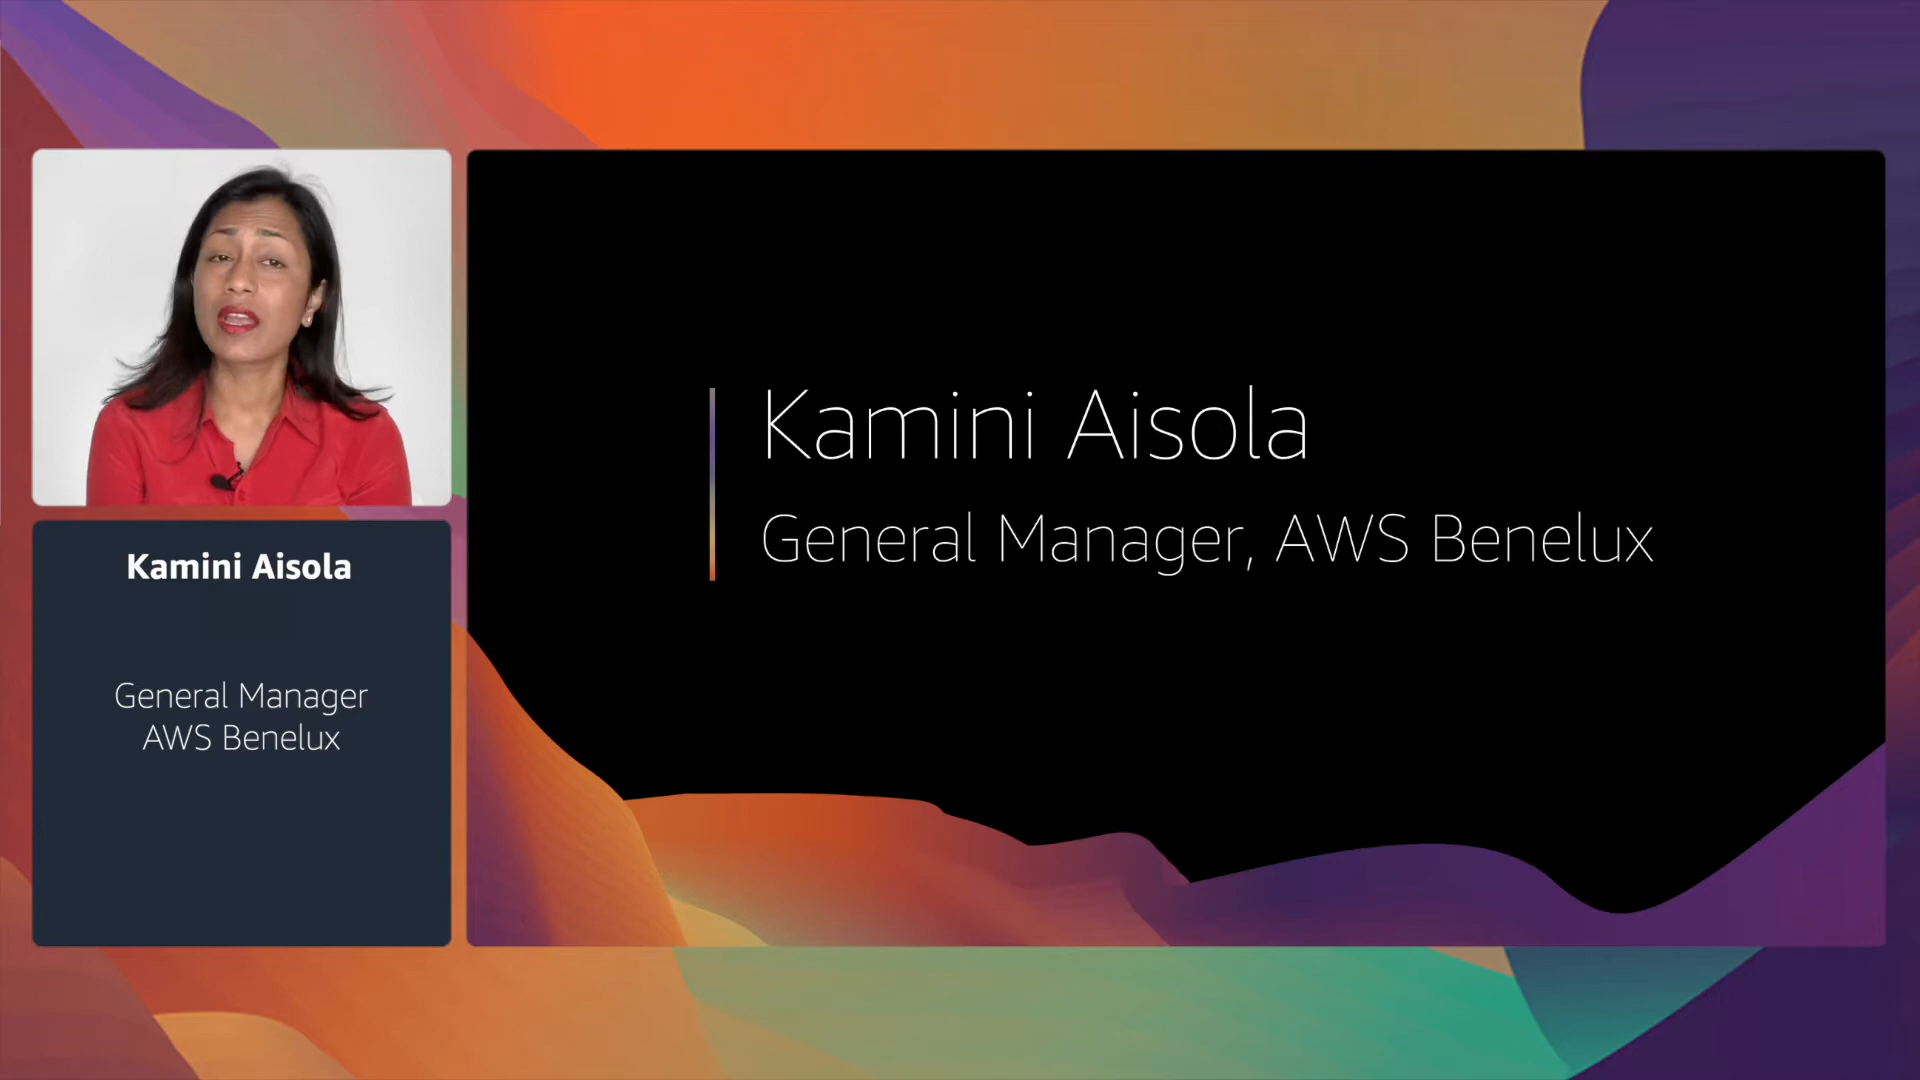 Kamini Aisola
General Manager
AWS Benelux
Kamini Aisola
General Manager, AWS Benelux